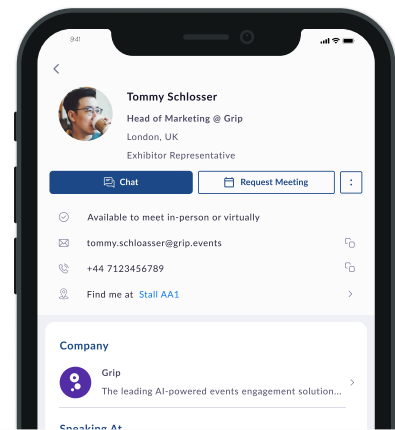 9:41
Tommy Schlosser
Head of Marketing @ Grip
London, UK
Exhibitor Representative
Chat
Request Meeting
Available to meet in-person or virtually
tommy.schloasser@grip.events
+44 7123456789
Find me at Stall AA1
Company
Grip
The leading AI-powered events engagement solution...
Speaking At